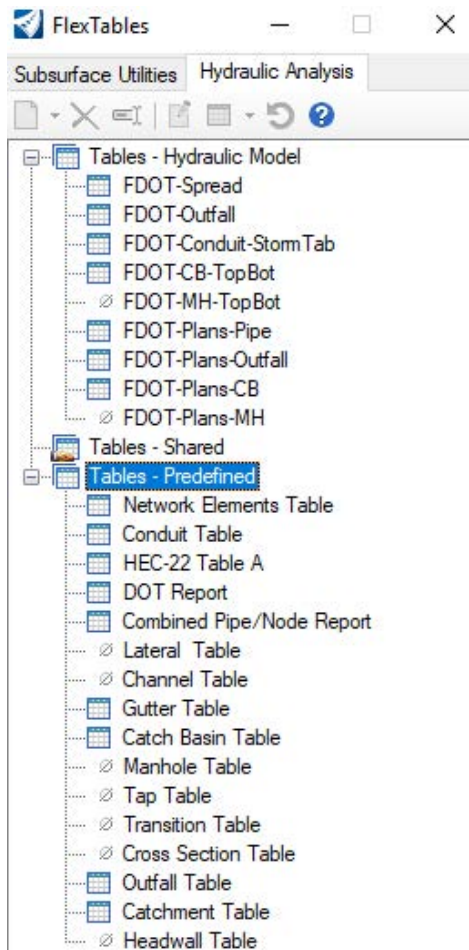 FlexTables
Subsurface Utilities Hydraulic Analysis
Tables - Hydraulic Model
FDOT-Spread
FDOT-Outfall
FDOT-Conduit-StormTab
FDOT-CB-TopBot
FDOT-MH-TopBot
FDOT-Plans-Pipe
FDOT-Plans-Outfall
FDOT-Plans-CB
FDOT-Plans-MH
Tables - Shared
Tables - Predefined
Network Elements Table
Conduit Table
HEC-22 Table A
DOT Report
Combined Pipe/Node Report
Lateral Table
Channel Table
Gutter Table
Catch Basin Table
Manhole Table
Tap Table
Transition Table
Cross Section Table
Outfall Table
Catchment Table
Headwall Table